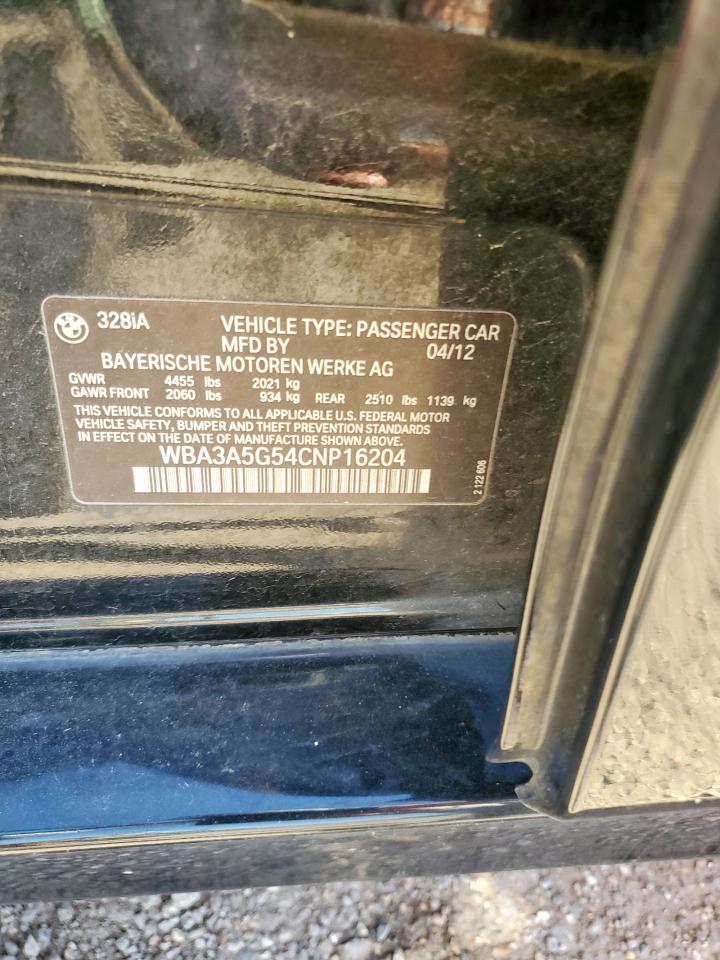 328iA VEHICLE TYPE: PASSENGER CAR
MFD BY 04/12
BAYERISCHE MOTOREN WERKE AG
GVWR 4455 lbs 2021 kg
GAWR FRONT 2060 lbs 934 kg REAR 2510 lbs 1139 kg
THIS VEHICLE CONFORMS TO ALL APPLICABLE U.S. FEDERAL MOTOR
VEHICLE SAFETY, BUMPER AND THEFT PREVENTION STANDARDS
IN EFFECT ON THE DATE OF MANUFACTURE SHOWN ABOVE.
WBA3A5G54CNP16204
2 122 606